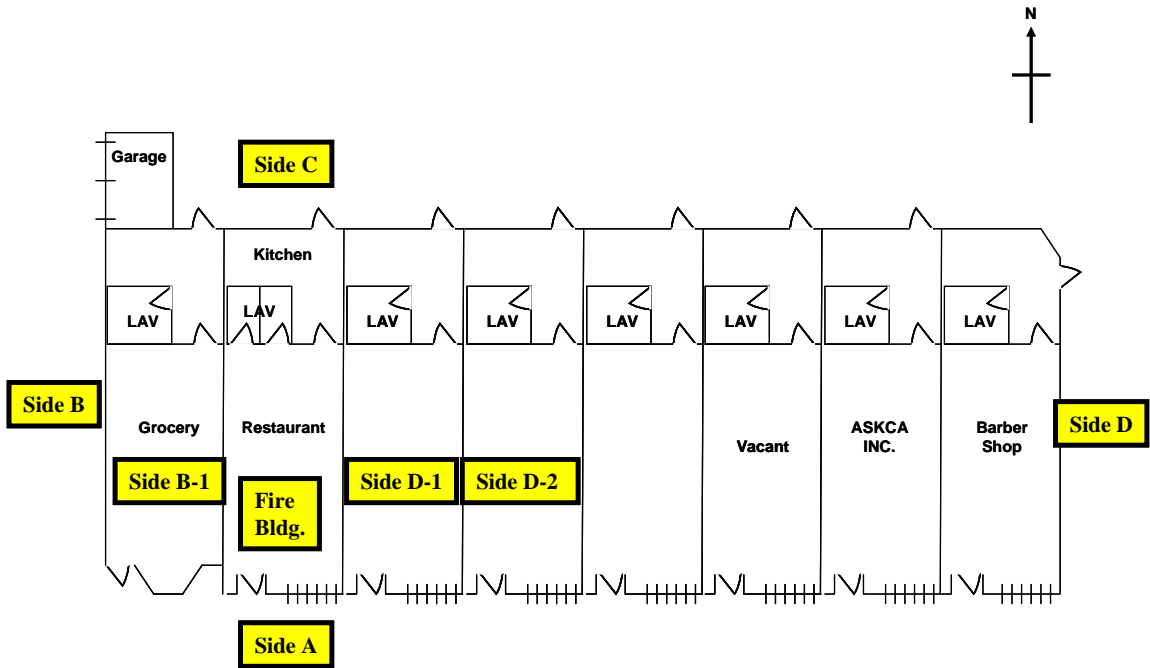 N
Garage
Side C
Kitchen
LAV
LAV
LAV
LAV
LAV
LAV
LAV
LAV
Side B
Grocery
Restaurant
Vacant
ASKCA
INC.
Barber
Shop
Side D
Side B-1
Fire
Bldg.
Side D-1
Side D-2
Side A